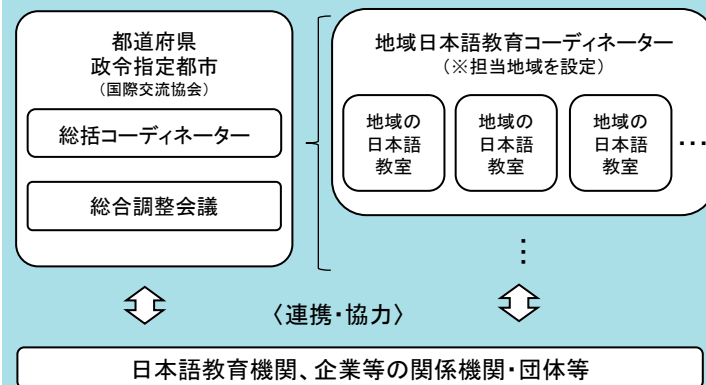 都道府県
政令指定都市
(国際交流協会)
総括コーディネーター
総合調整会議
地域日本語教育コーディネーター
(※担当地域を設定)
地域の
日本語
教室
地域の
日本語
教室
地域の
日本語
教室
…
⋮
〈連携・協力〉
日本語教育機関、企業等の関係機関・団体等